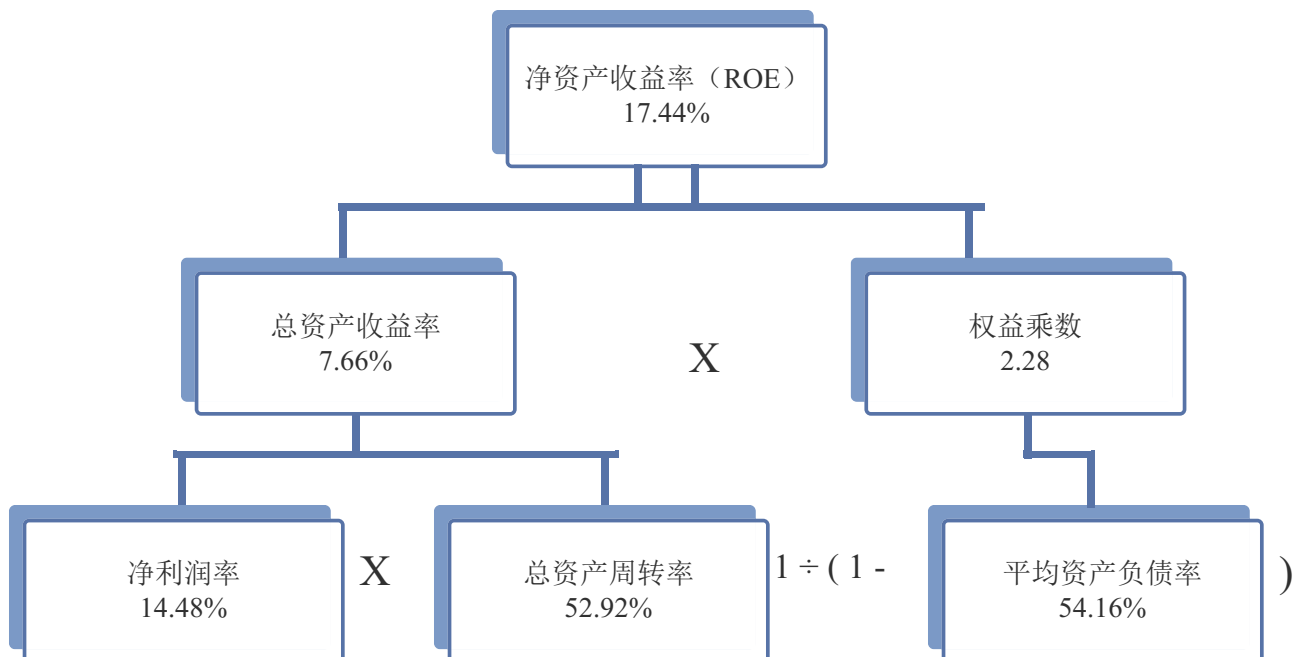 净资产收益率（ROE）
17.44%
总资产收益率
7.66%
X
权益乘数
2.28
净利润率
14.48%
X
总资产周转率
52.92%
1 ÷ ( 1 -
平均资产负债率
54.16%
)